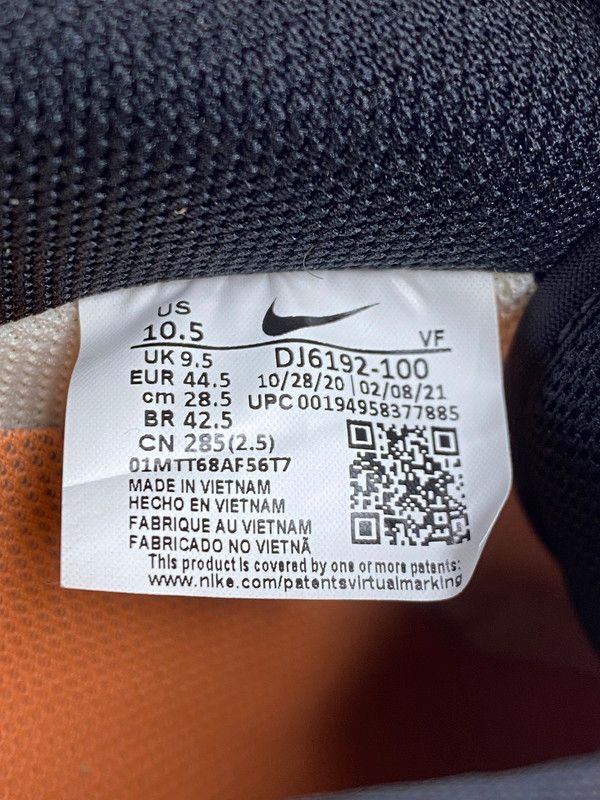 US
10.5
VF
UK 9.5
DJ6192-100
EUR 44.5
10/28/20 | 02/08/21
cm 28.5
UPC 00194958377885
BR 42.5
CN 285(2.5)
01MTT68AF56T7
MADE IN VIETNAM
HECHO EN VIETNAM
FABRIQUE AU VIETNAM
FABRICADO NO VIETNÃ
This product is covered by one or more patents:
www.nike.com/patentsvirtualmarking